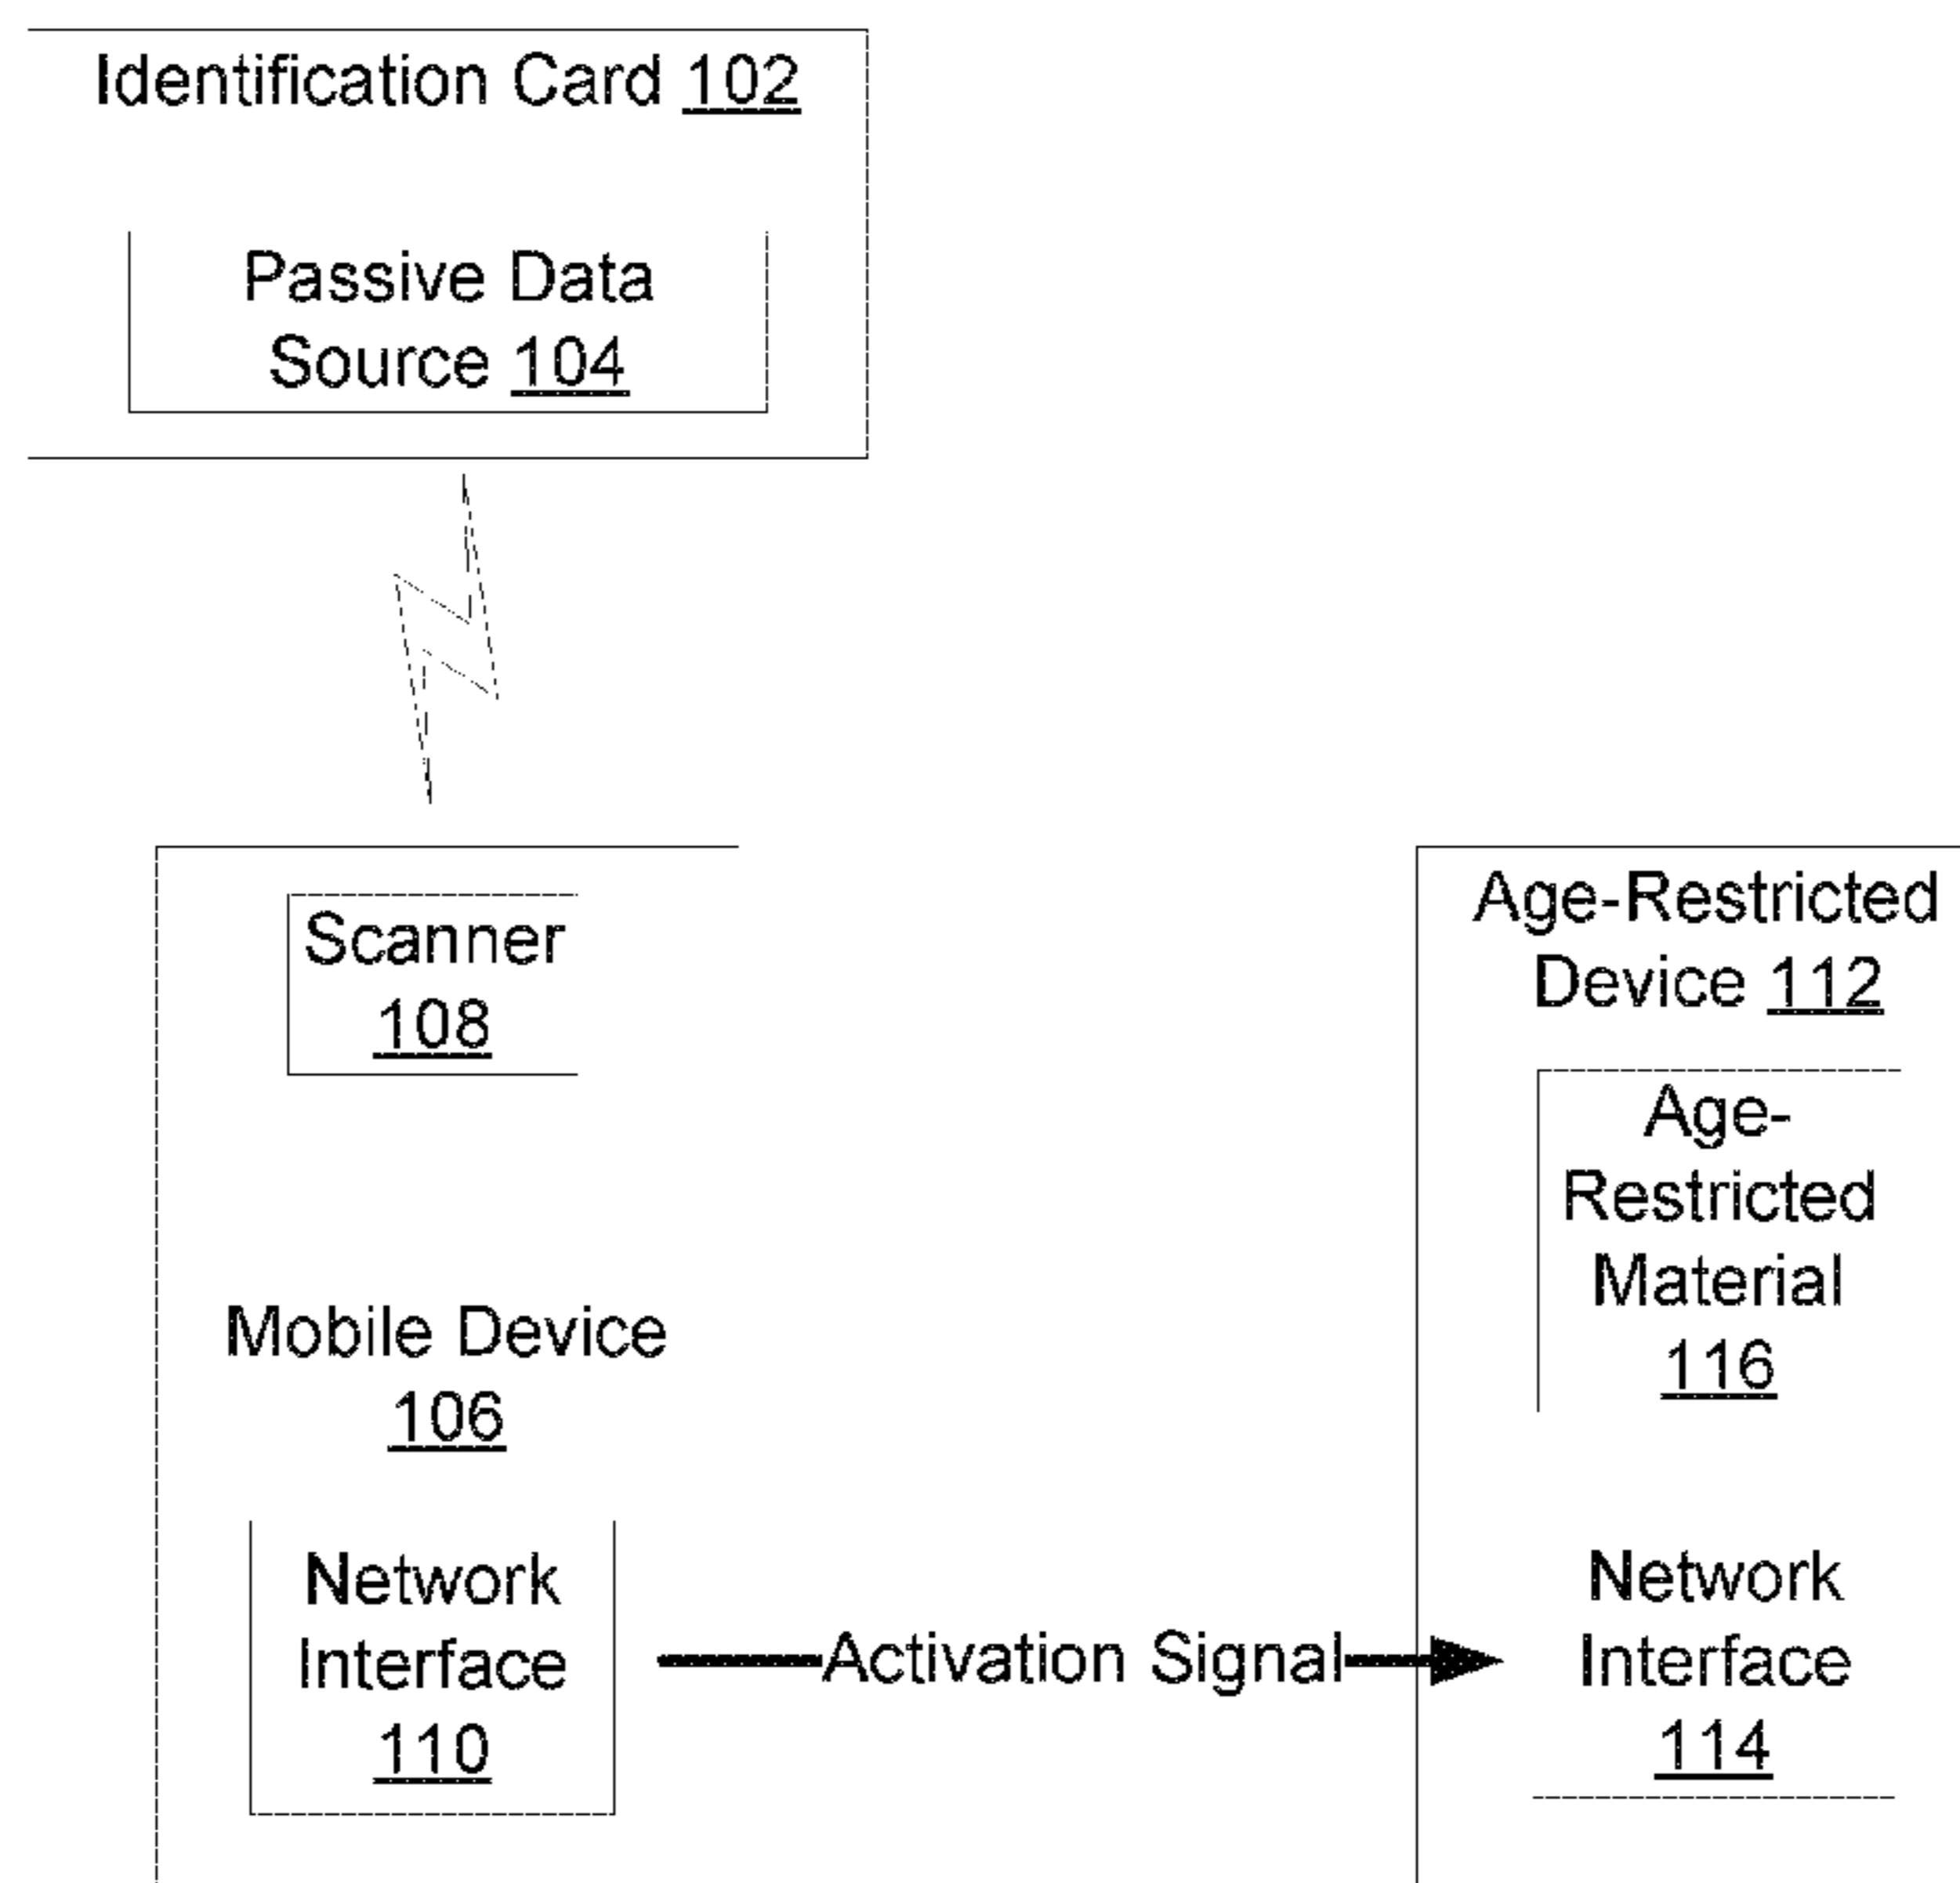 Identification Card 102
Passive Data
Source 104
Scanner
108
Mobile Device
106
Network
Interface
110
Activation Signal
Age-Restricted
Device 112
Age-
Restricted
Material
116
Network
Interface
114